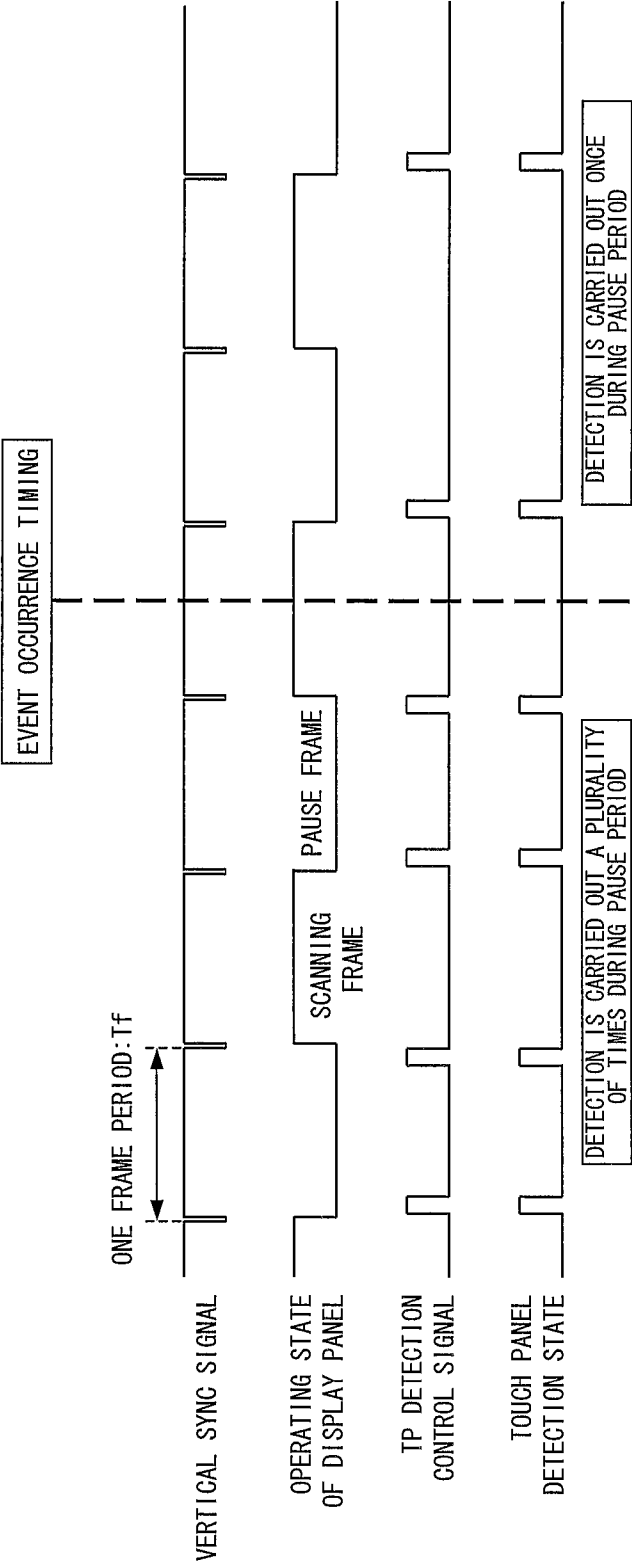 EVENT OCCURRENCE TIMING
ONE FRAME PERIOD:Tf
VERTICAL SYNC SIGNAL
OPERATING STATE
OF DISPLAY PANEL
SCANNING
FRAME
PAUSE FRAME
TP DETECTION
CONTROL SIGNAL
TOUCH PANEL
DETECTION STATE
DETECTION IS CARRIED OUT A PLURALITY
OF TIMES DURING PAUSE PERIOD
DETECTION IS CARRIED OUT ONCE
DURING PAUSE PERIOD